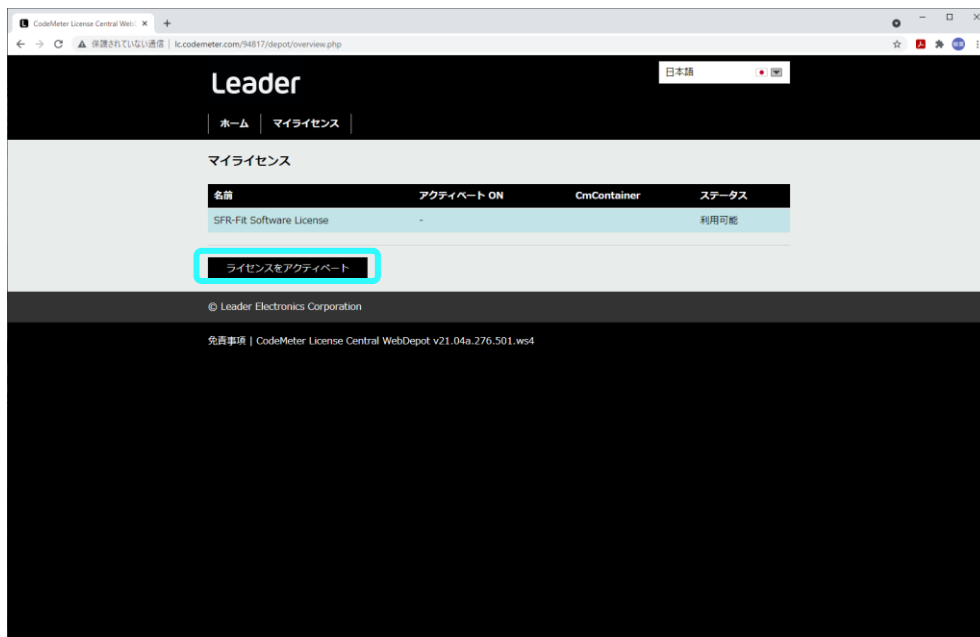 CodeMeter License Central Web
保護されていない通信 | lc.codemeter.com/94817/depot/overview.php
Leader
日本語
ホーム マイライセンス
マイライセンス
名前 アクティベート ON CmContainer ステータス
SFR-Fit Software License - 利用可能
ライセンスをアクティベート
© Leader Electronics Corporation
免責事項 | CodeMeter License Central WebDepot v21.04a.276.501.ws4